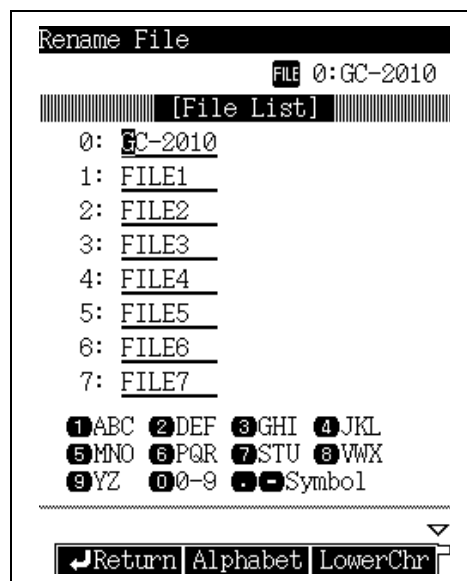 Rename File
FILE 0:GC-2010
[File List]
0: GC-2010
1: FILE1
2: FILE2
3: FILE3
4: FILE4
5: FILE5
6: FILE6
7: FILE7
1ABC 2DEF 3GHI 4JKL
5MNO 6PQR 7STU 8VWX
9YZ 00-9 .-Symbol
↵Return Alphabet LowerChr